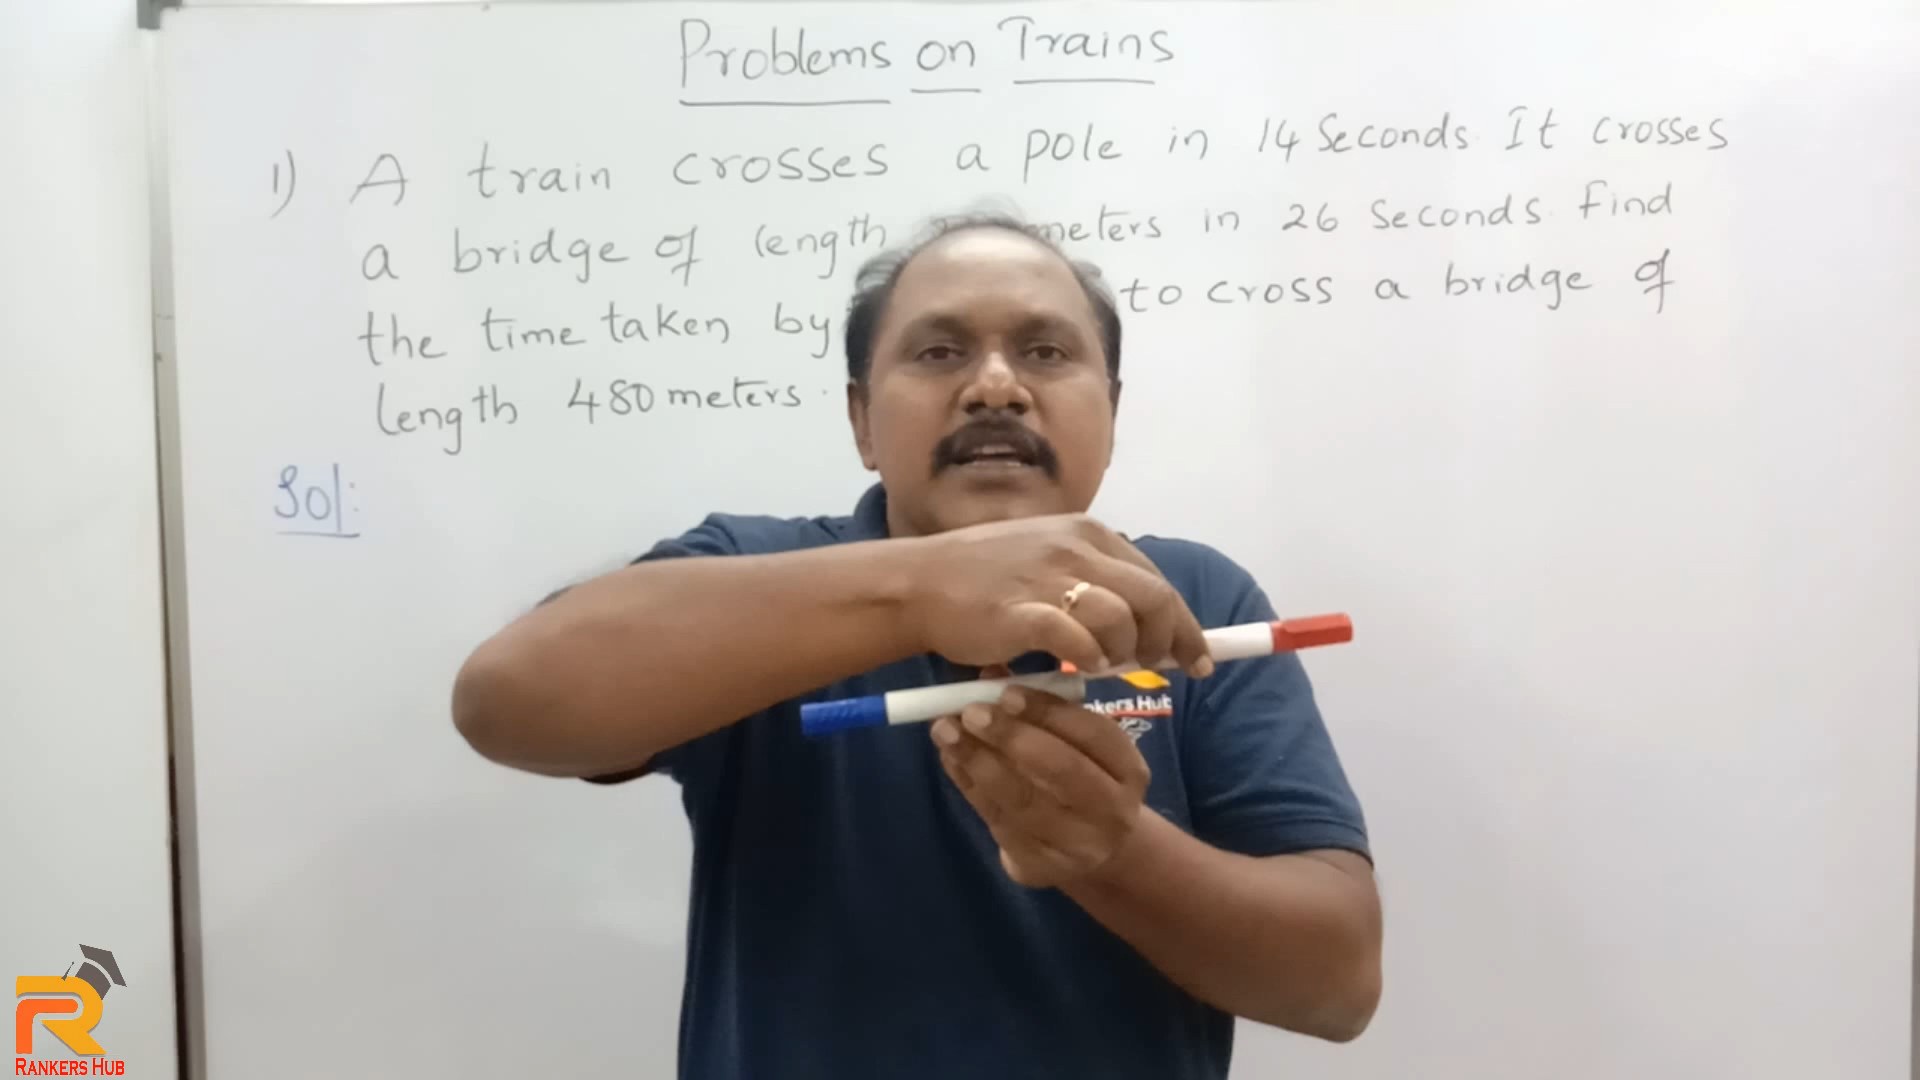 Problems on Trains
1) A train crosses a pole in 14 Seconds. It crosses
a bridge of length meters in 26 Seconds. Find
the time taken by to cross a bridge of
length 480 meters.
Sol:
kers Hub
R
RANKERS HUB